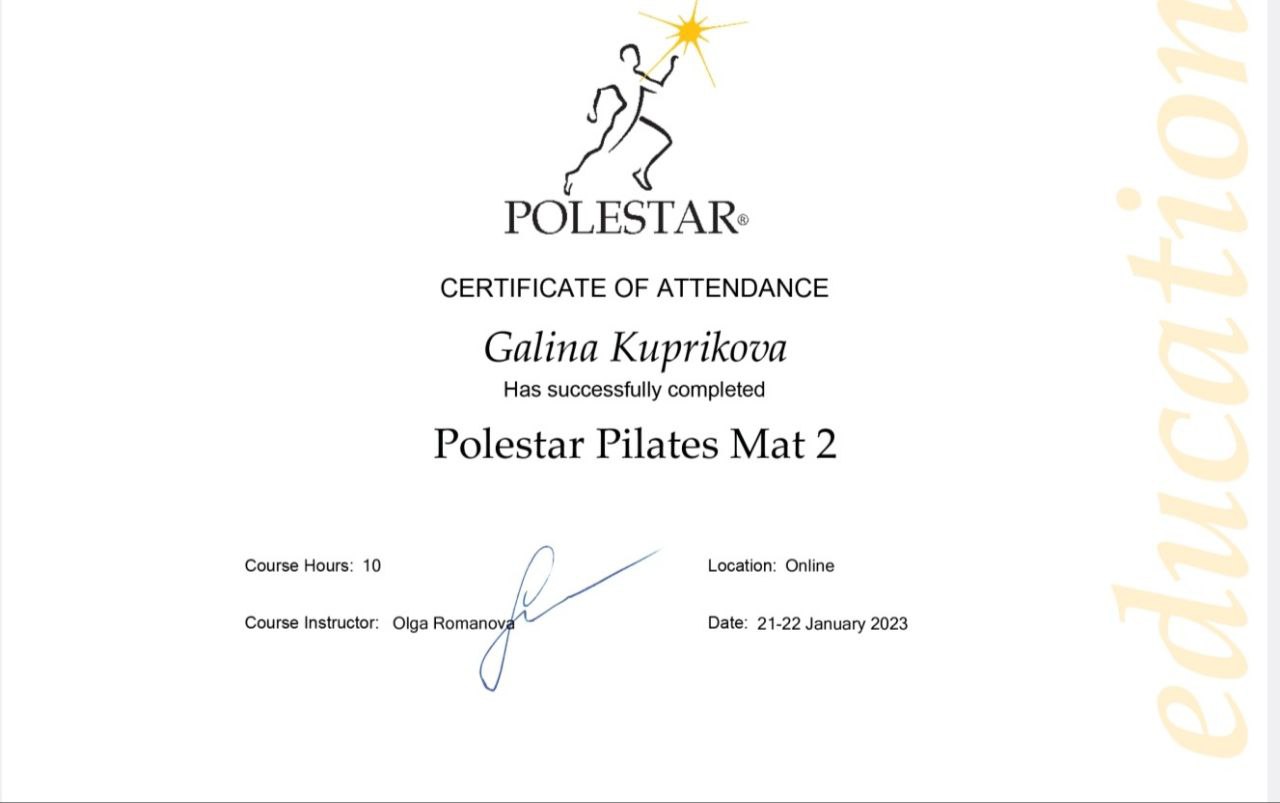 POLESTAR®
CERTIFICATE OF ATTENDANCE
Galina Kuprikova
Has successfully completed
Polestar Pilates Mat 2
Course Hours: 10
Location: Online
Course Instructor: Olga Romanova
Date: 21-22 January 2023
education